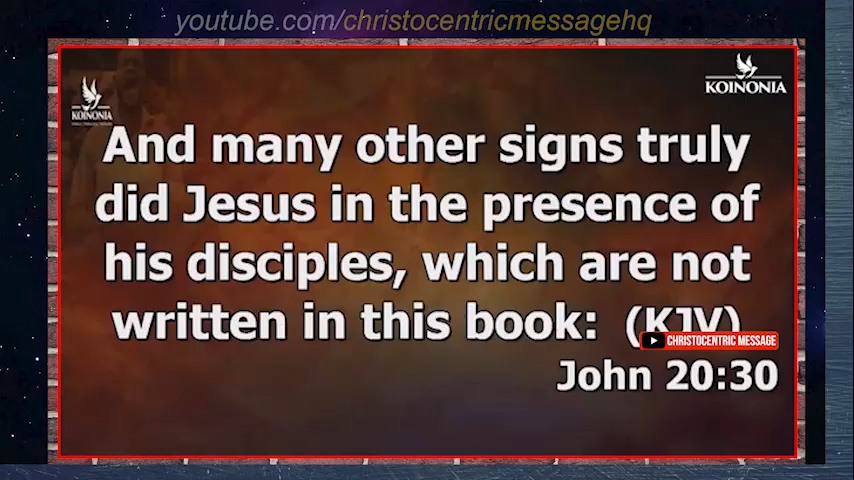 youtube.com/christocentricmessagehq
KOINONIA
KOINONIA
And many other signs truly
did Jesus in the presence of
his disciples, which are not
written in this book: (KJV)
CHRISTOCENTRIC MESSAGE
John 20:30